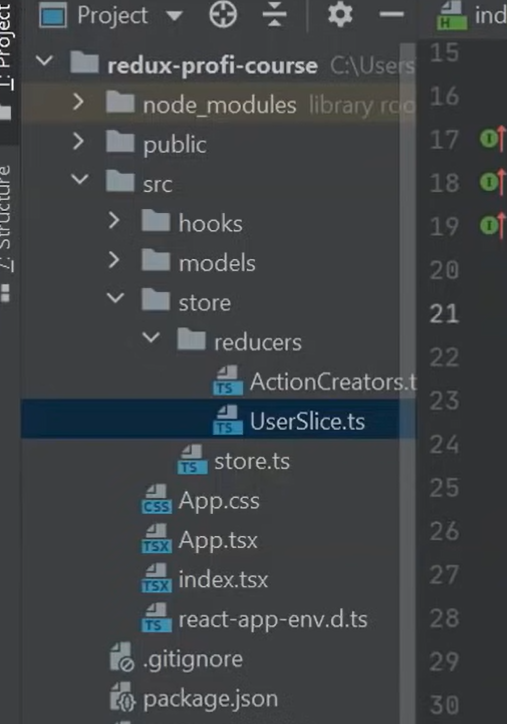 Project
ind
1: Project
redux-profi-course C:\Users
node_modules library roo
public
src
hooks
models
store
reducers
ActionCreators.t
TS
UserSlice.ts
TS
store.ts
TS
App.css
CSS
App.tsx
TSX
index.tsx
TSX
react-app-env.d.ts
TS
.gitignore
package.json
7: Structure
H
15
16
17
18
19
20
21
22
23
24
25
26
27
28
29
30